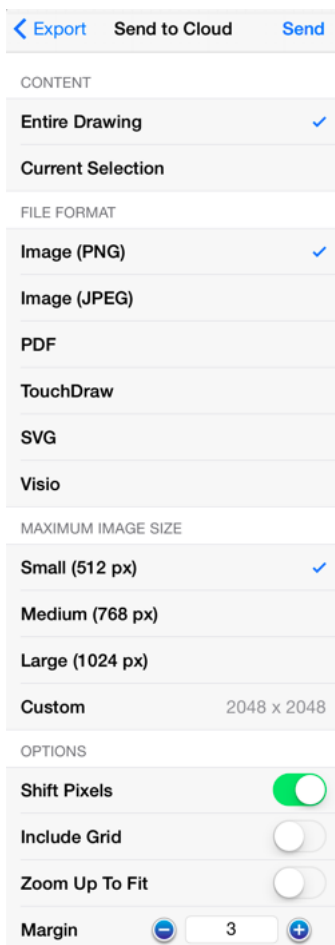 Export Send to Cloud Send
CONTENT
Entire Drawing
Current Selection
FILE FORMAT
Image (PNG)
Image (JPEG)
PDF
TouchDraw
SVG
Visio
MAXIMUM IMAGE SIZE
Small (512 px)
Medium (768 px)
Large (1024 px)
Custom 2048 x 2048
OPTIONS
Shift Pixels
Include Grid
Zoom Up To Fit
Margin 3